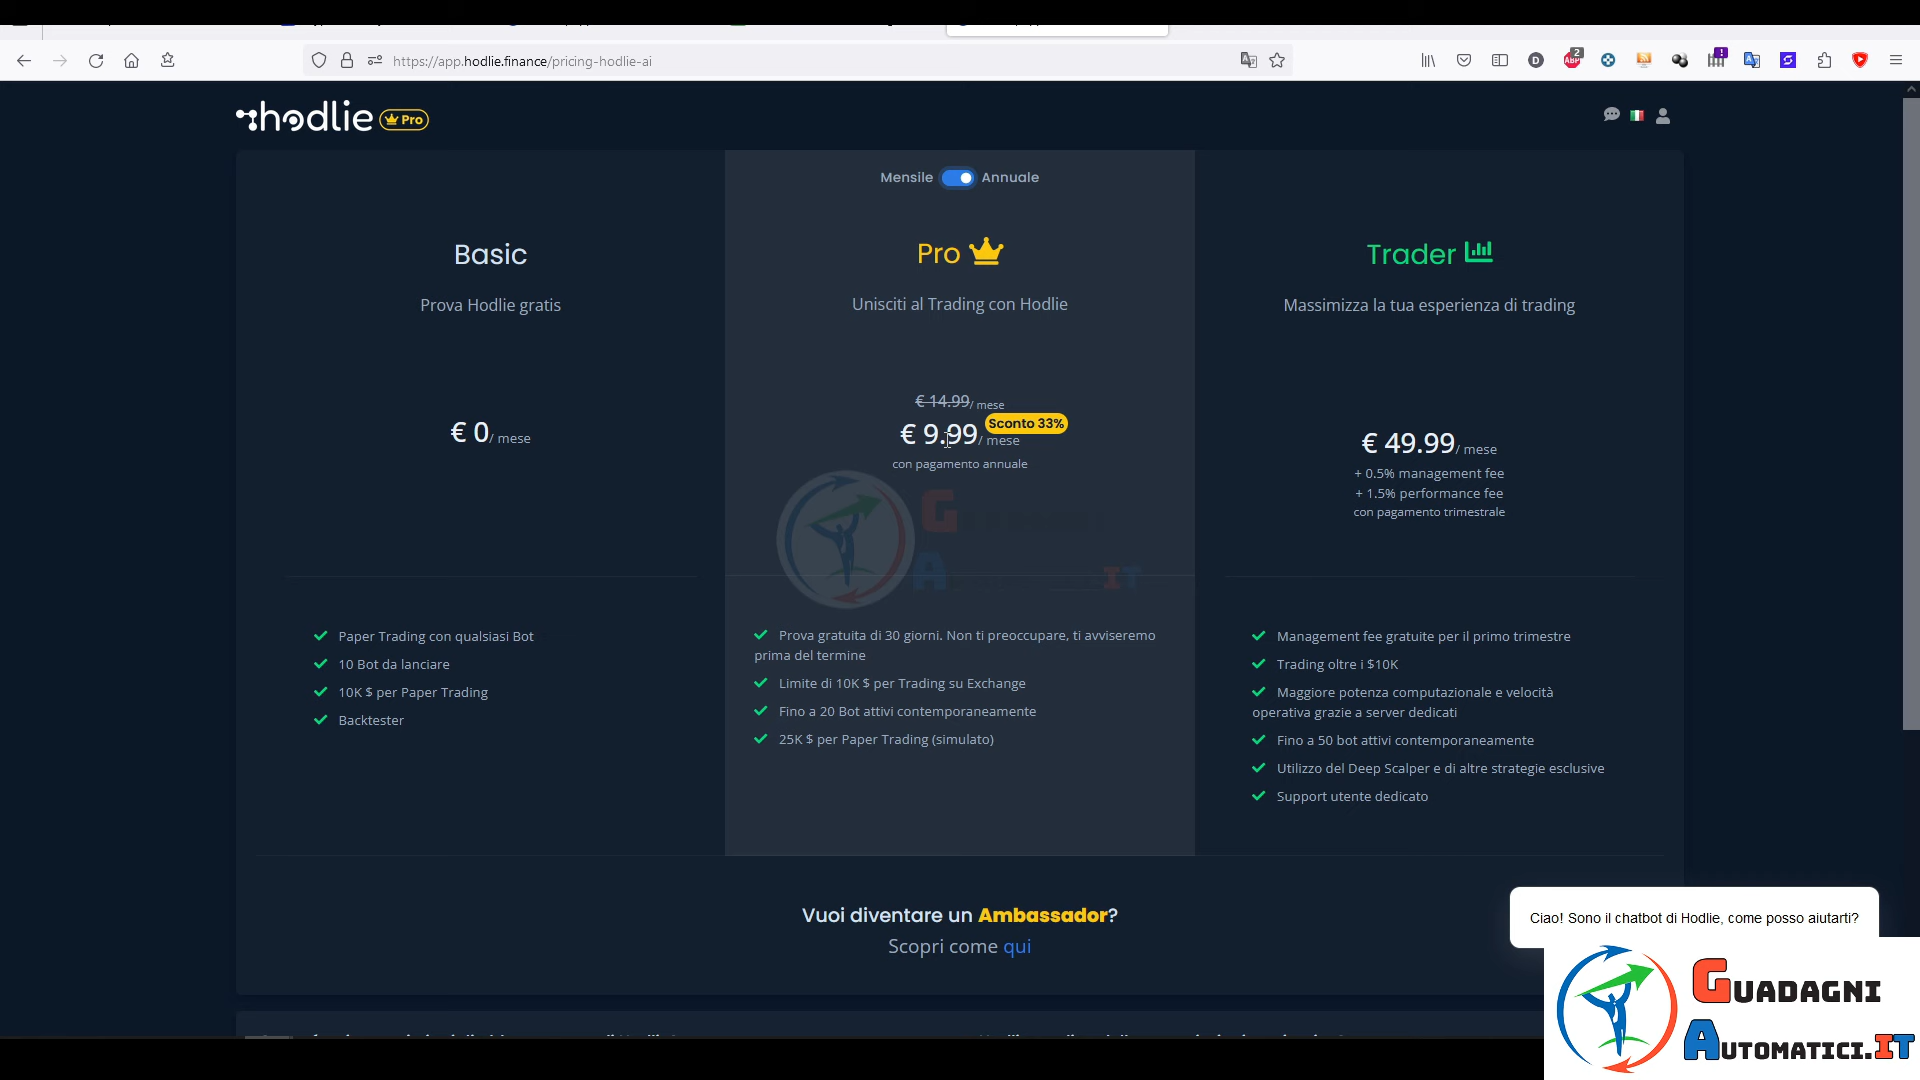 https://app.hodlie.finance/pricing-hodlie-ai
D
ABP
2
1
hodlie Pro
Mensile Annuale
Basic
Prova Hodlie gratis
€ 0/ mese
Paper Trading con qualsiasi Bot
10 Bot da lanciare
10K $ per Paper Trading
Backtester
Pro
Unisciti al Trading con Hodlie
€ 14.99/ mese
€ 9.99/ mese
Sconto 33%
con pagamento annuale
Prova gratuita di 30 giorni. Non ti preoccupare, ti avviseremo
prima del termine
Limite di 10K $ per Trading su Exchange
Fino a 20 Bot attivi contemporaneamente
25K $ per Paper Trading (simulato)
Trader
Massimizza la tua esperienza di trading
€ 49.99/ mese
+ 0.5% management fee
+ 1.5% performance fee
con pagamento trimestrale
Management fee gratuite per il primo trimestre
Trading oltre i $10K
Maggiore potenza computazionale e velocità
operativa grazie a server dedicati
Fino a 50 bot attivi contemporaneamente
Utilizzo del Deep Scalper e di altre strategie esclusive
Support utente dedicato
Vuoi diventare un Ambassador?
Scopri come qui
Ciao! Sono il chatbot di Hodlie, come posso aiutarti?
GUADAGNI
AUTOMATICI.IT